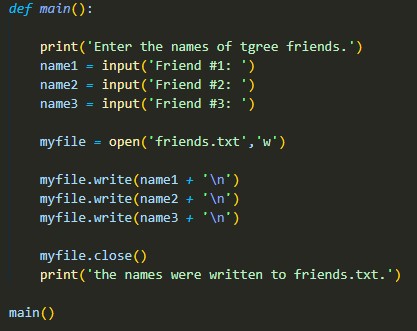 def main():
    print('Enter the names of tgree friends.')
    name1 = input('Friend #1: ')
    name2 = input('Friend #2: ')
    name3 = input('Friend #3: ')
    myfile = open('friends.txt','w')
    myfile.write(name1 + '\n')
    myfile.write(name2 + '\n')
    myfile.write(name3 + '\n')
    myfile.close()
    print('the names were written to friends.txt.')
main()